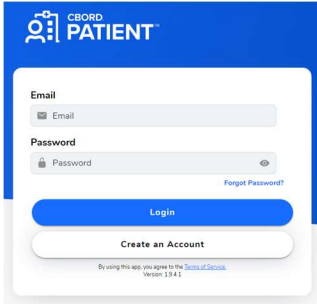 CBORD
PATIENT™
Email
Email
Password
Password
Forgot Password?
Login
Create an Account
By using this app, you agree to the Terms of Service.
Version: 1.9.4.1